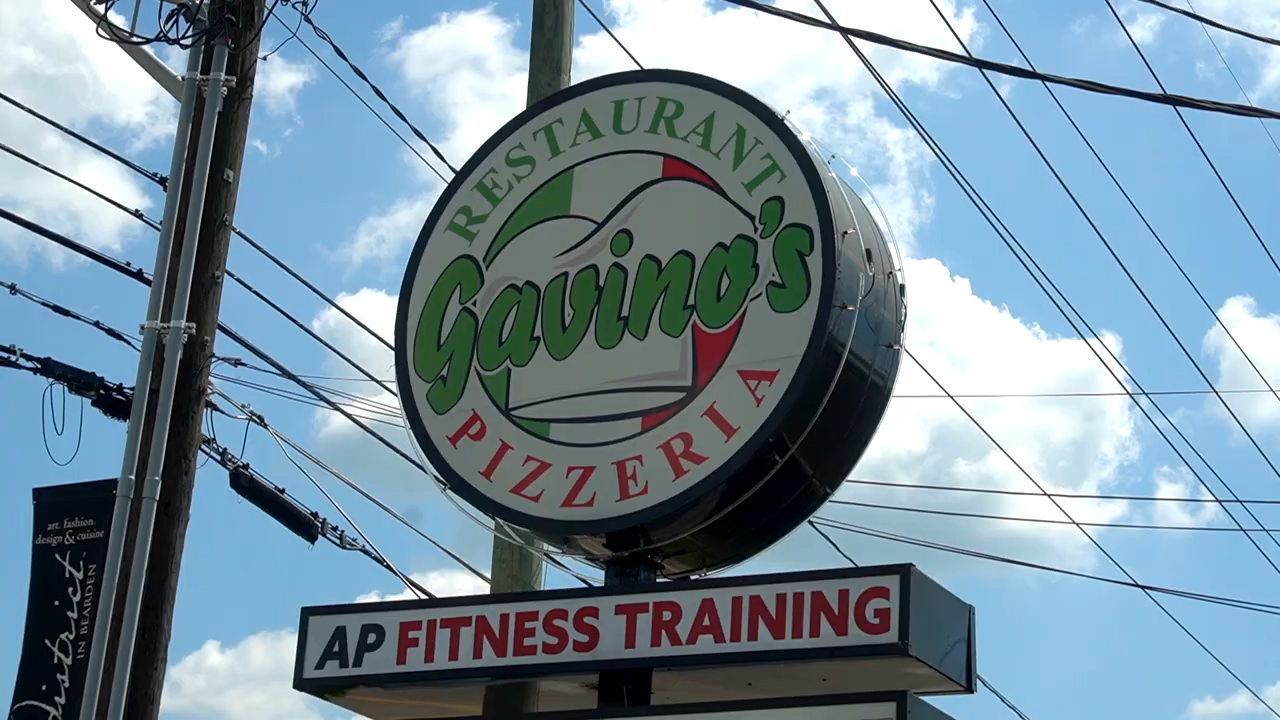 RESTAURANT
Gavino's
PIZZERIA
AP FITNESS TRAINING
art. fashion.
design & cuisine
District
IN BEARDEN